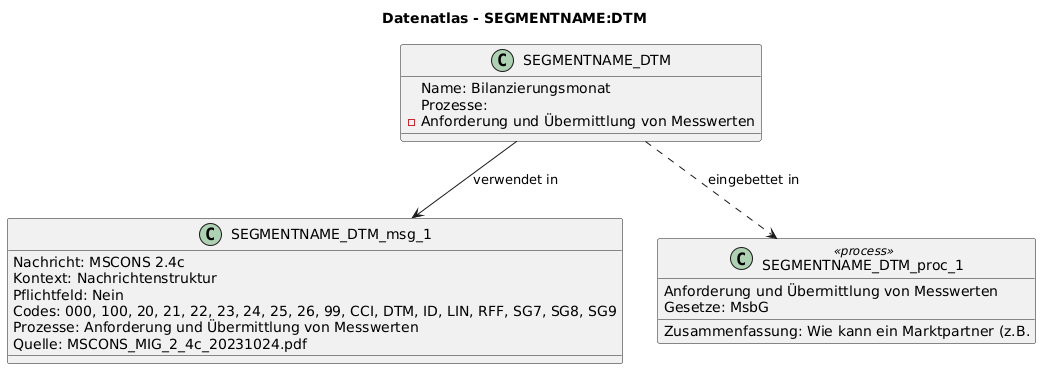 Datenatlas - SEGMENTNAME:DTM
C SEGMENTNAME_DTM
Name: Bilanzierungsmonat
Prozesse:
Anforderung und Übermittlung von Messwerten
verwendet in
eingebettet in
C SEGMENTNAME_DTM_msg_1
Nachricht: MSCONS 2.4c
Kontext: Nachrichtenstruktur
Pflichtfeld: Nein
Codes: 000, 100, 20, 21, 22, 23, 24, 25, 26, 99, CCI, DTM, ID, LIN, RFF, SG7, SG8, SG9
Prozesse: Anforderung und Übermittlung von Messwerten
Quelle: MSCONS_MIG_2_4c_20231024.pdf
«process»
C SEGMENTNAME_DTM_proc_1
Anforderung und Übermittlung von Messwerten
Gesetze: MsbG
Zusammenfassung: Wie kann ein Marktpartner (z.B.